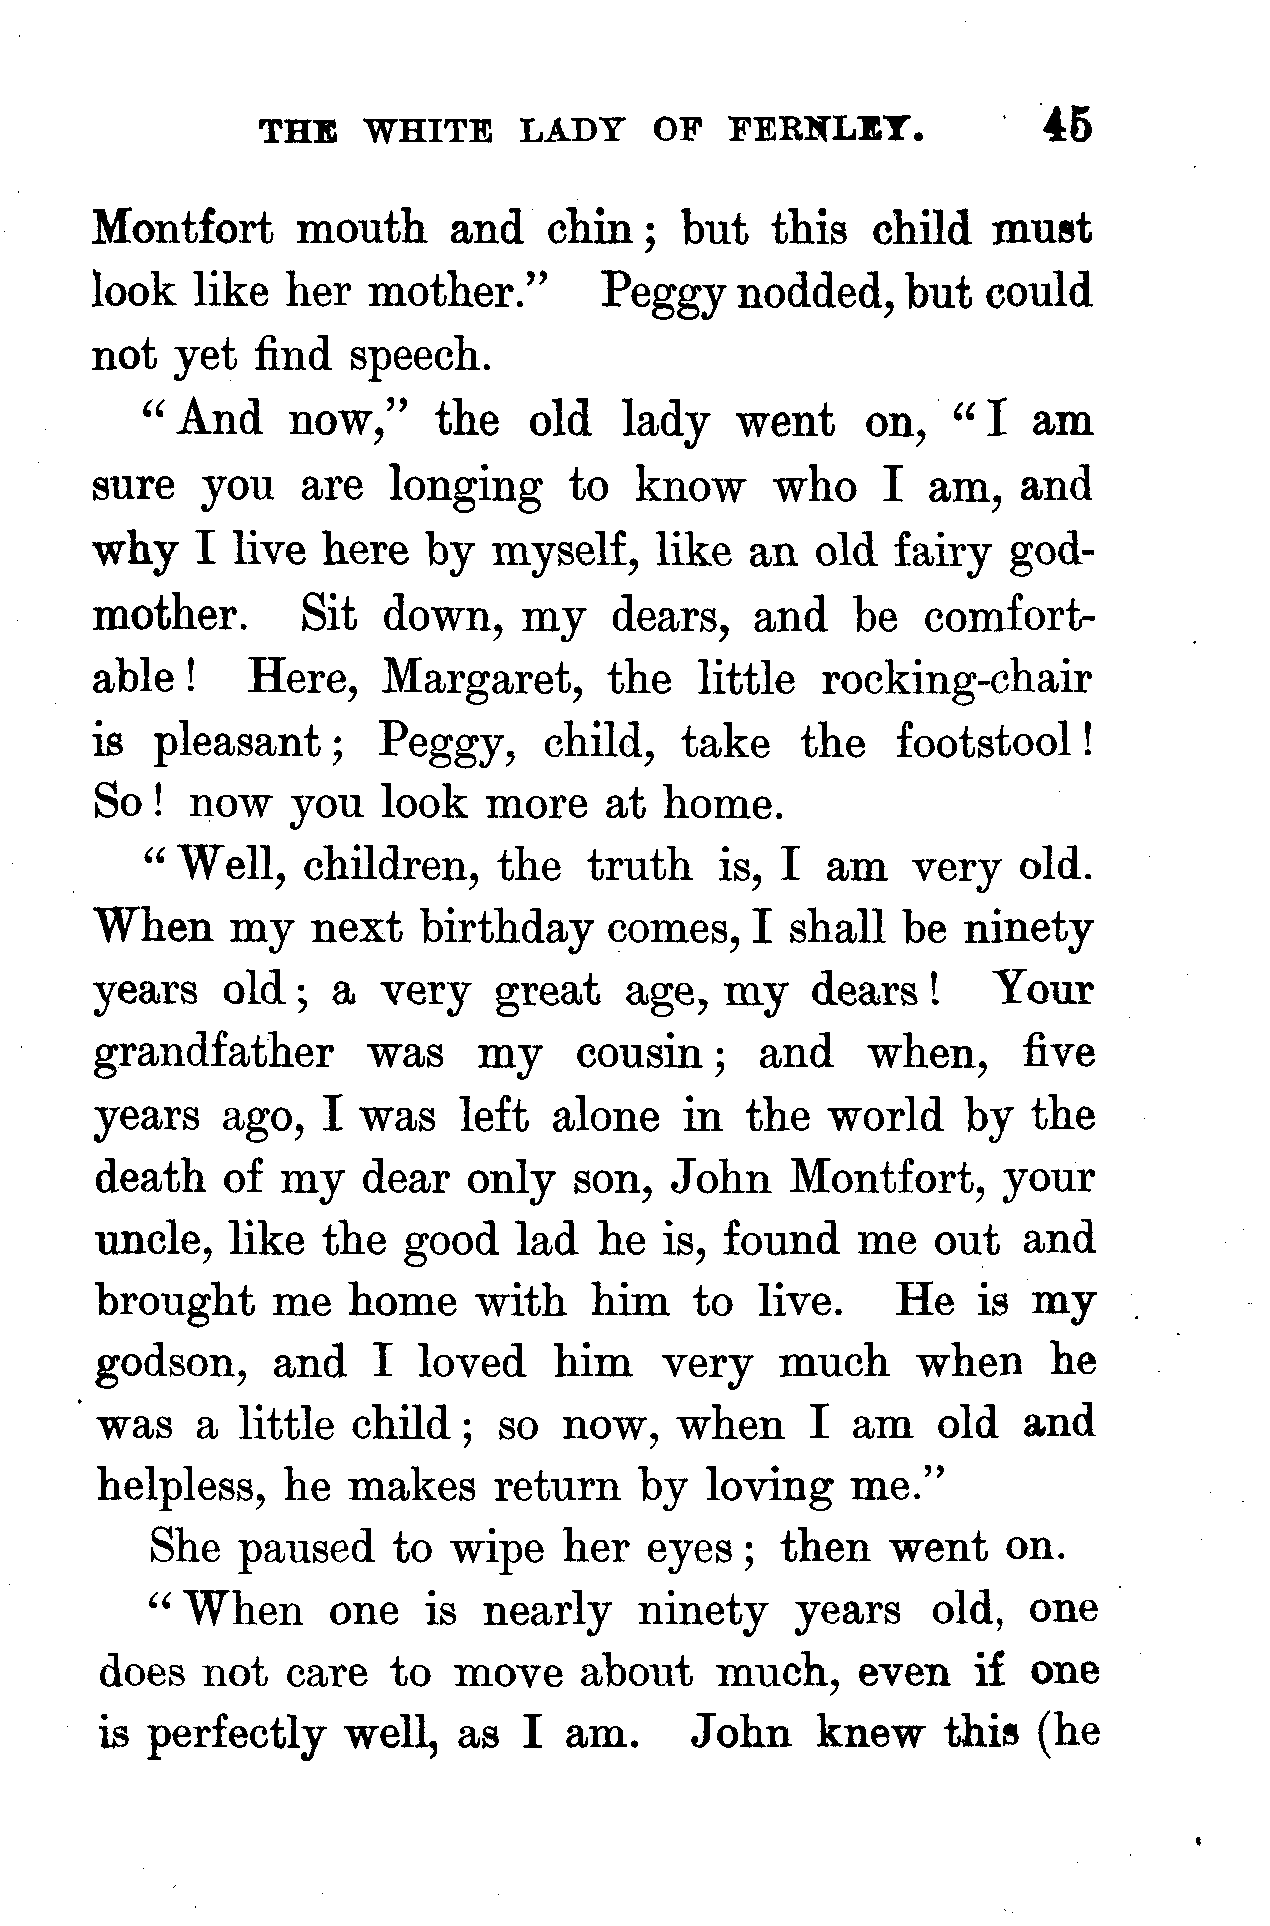 THE WHITE LADY OF FERNLEY. 45
Montfort mouth and chin; but this child must
look like her mother." Peggy nodded, but could
not yet find speech.
"And now," the old lady went on, "I am
sure you are longing to know who I am, and
why I live here by myself, like an old fairy god-
mother. Sit down, my dears, and be comfort-
able! Here, Margaret, the little rocking-chair
is pleasant; Peggy, child, take the footstool!
So! now you look more at home.
"Well, children, the truth is, I am very old.
When my next birthday comes, I shall be ninety
years old; a very great age, my dears! Your
grandfather was my cousin; and when, five
years ago, I was left alone in the world by the
death of my dear only son, John Montfort, your
uncle, like the good lad he is, found me out and
brought me home with him to live. He is my
godson, and I loved him very much when he
was a little child; so now, when I am old and
helpless, he makes return by loving me."
She paused to wipe her eyes; then went on.
"When one is nearly ninety years old, one
does not care to move about much, even if one
is perfectly well, as I am. John knew this (he